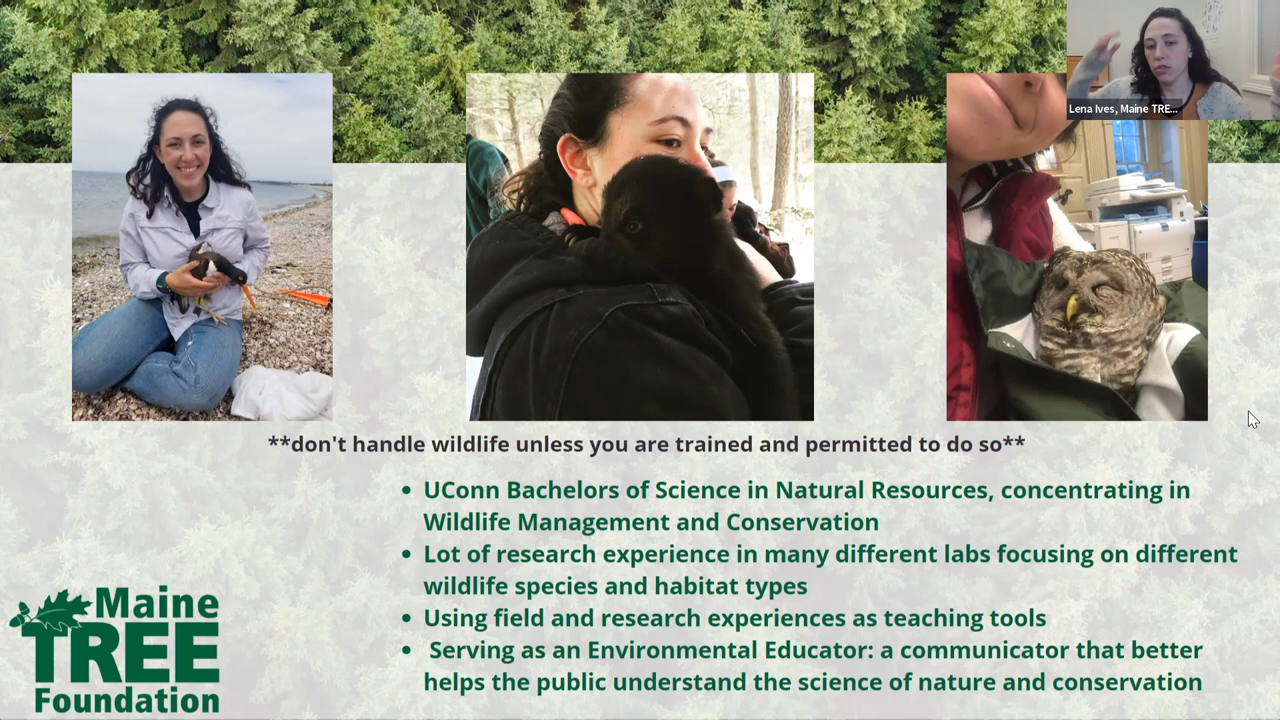 Lena Ives, Maine TRE...
**don't handle wildlife unless you are trained and permitted to do so**
• UConn Bachelors of Science in Natural Resources, concentrating in
Wildlife Management and Conservation
• Lot of research experience in many different labs focusing on different
wildlife species and habitat types
• Using field and research experiences as teaching tools
• Serving as an Environmental Educator: a communicator that better
helps the public understand the science of nature and conservation
Maine
TREE
Foundation